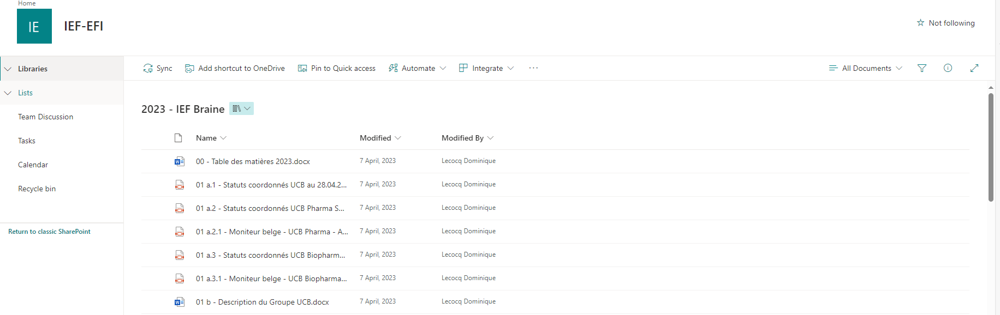 Home
IE
IEF-EFI
Not following
Libraries
Lists
Team Discussion
Tasks
Calendar
Recycle bin
Return to classic SharePoint
Sync Add shortcut to OneDrive Pin to Quick access Automate Integrate ... All Documents
2023 - IEF Braine
Name Modified Modified By
00 - Table des matières 2023.docx 7 April, 2023 Lecocq Dominique
01 a.1 - Statuts coordonnés UCB au 28.04.2... 7 April, 2023 Lecocq Dominique
01 a.2 - Statuts coordonnés UCB Pharma S... 7 April, 2023 Lecocq Dominique
01 a.2.1 - Moniteur belge - UCB Pharma - A... 7 April, 2023 Lecocq Dominique
01 a.3 - Statuts coordonnés UCB Biopharm... 7 April, 2023 Lecocq Dominique
01 a.3.1 - Moniteur belge - UCB Biopharma... 7 April, 2023 Lecocq Dominique
01 b - Description du Groupe UCB.docx 7 April, 2023 Lecocq Dominique